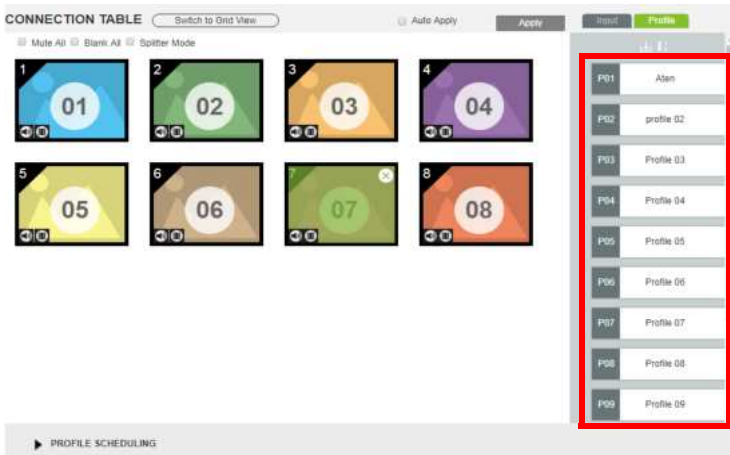 CONNECTION TABLE Switch to Grid View Auto Apply Apply Input Profile
Mute All Blank All Splitter Mode
1 2 3 4
01 02 03 04
5 6 7 8
05 06 07 08
P01 Aten
P02 profile 02
P03 Profile 03
P04 Profile 04
P05 Profile 05
P06 Profile 06
P07 Profile 07
P08 Profile 08
P09 Profile 09
PROFILE SCHEDULING